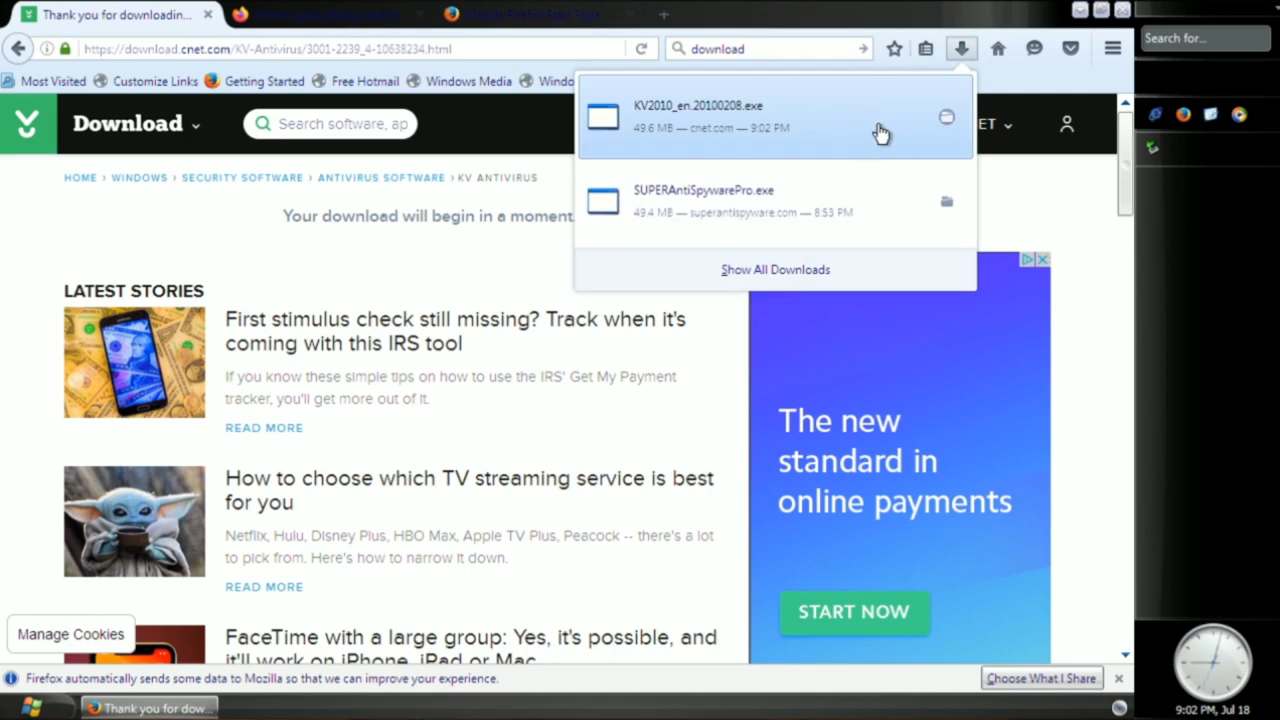 Thank you for downloadin...
Search for...
https://download.cnet.com/KV-Antivirus/3001-2239_4-10638234.html
download
Most Visited
Customize Links
Getting Started
Free Hotmail
Windows Media
Windo
KV2010_en.20100208.exe
49.6 MB — cnet.com — 9:02 PM
Download
Search software, ap
ET
HOME › WINDOWS › SECURITY SOFTWARE › ANTIVIRUS SOFTWARE › KV ANTIVIRUS
SUPERAntiSpywarePro.exe
49.4 MB — superantispyware.com — 8:53 PM
Your download will begin in a moment.
Show All Downloads
LATEST STORIES
First stimulus check still missing? Track when it's
coming with this IRS tool
If you know these simple tips on how to use the IRS' Get My Payment
tracker, you'll get more out of it.
READ MORE
How to choose which TV streaming service is best
for you
Netflix, Hulu, Disney Plus, HBO Max, Apple TV Plus, Peacock -- there's a lot
to pick from. Here's how to narrow it down.
READ MORE
FaceTime with a large group: Yes, it's possible, and
it'll work on iPhone, iPad or Mac
The new
standard in
online payments
START NOW
Manage Cookies
Firefox automatically sends some data to Mozilla so that we can improve your experience.
Choose What I Share
Thank you for dow...
9:02 PM, Jul 18